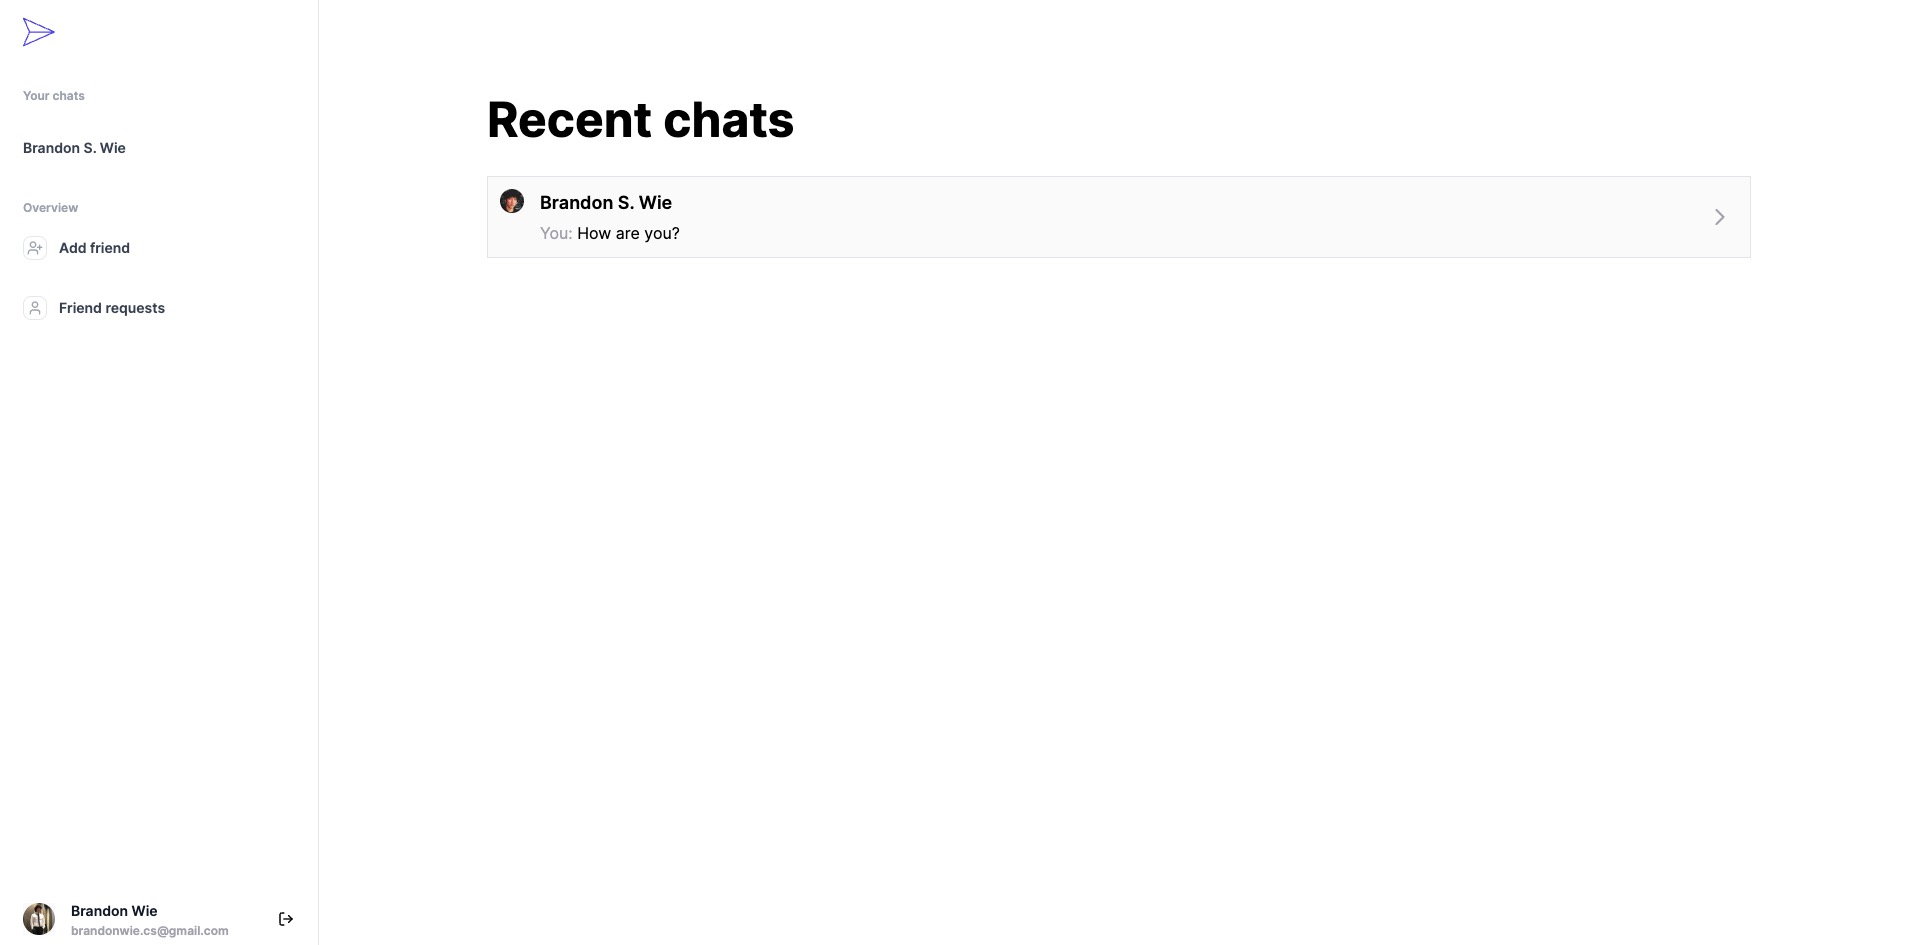 Your chats
Brandon S. Wie
Overview
Add friend
Friend requests
Brandon Wie
brandonwie.cs@gmail.com
Recent chats
Brandon S. Wie
You: How are you?